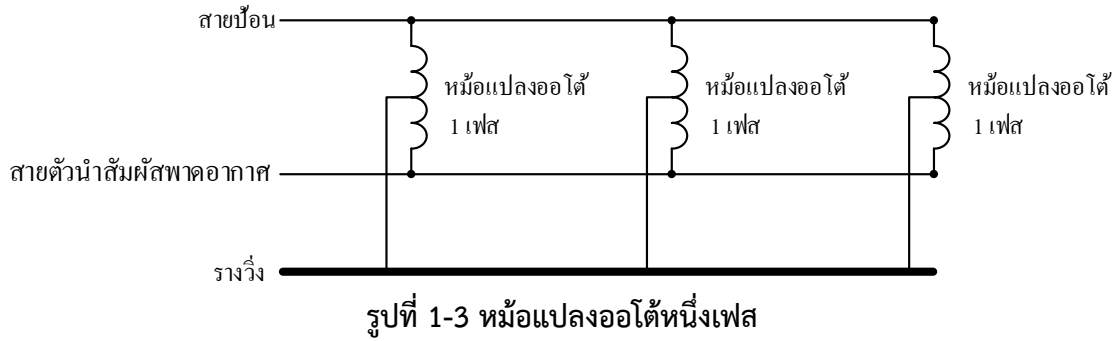 สายป้อน
หม้อแปลงออโต้
1 เฟส
หม้อแปลงออโต้
1 เฟส
หม้อแปลงออโต้
1 เฟส
สายตัวนำสัมผัสพาดอากาศ
รางวิ่ง
รูปที่ 1-3 หม้อแปลงออโต้หนึ่งเฟส